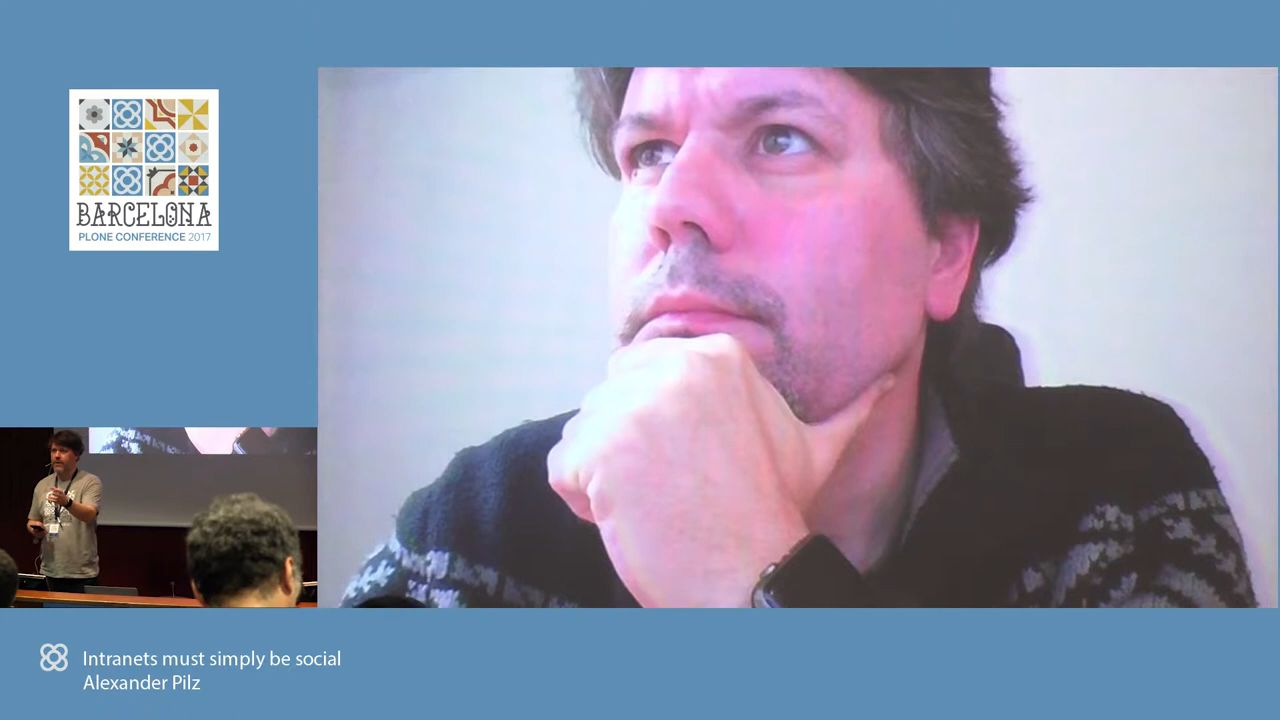 BARCELONA
PLONE CONFERENCE 2017
Intranets must simply be social
Alexander Pilz